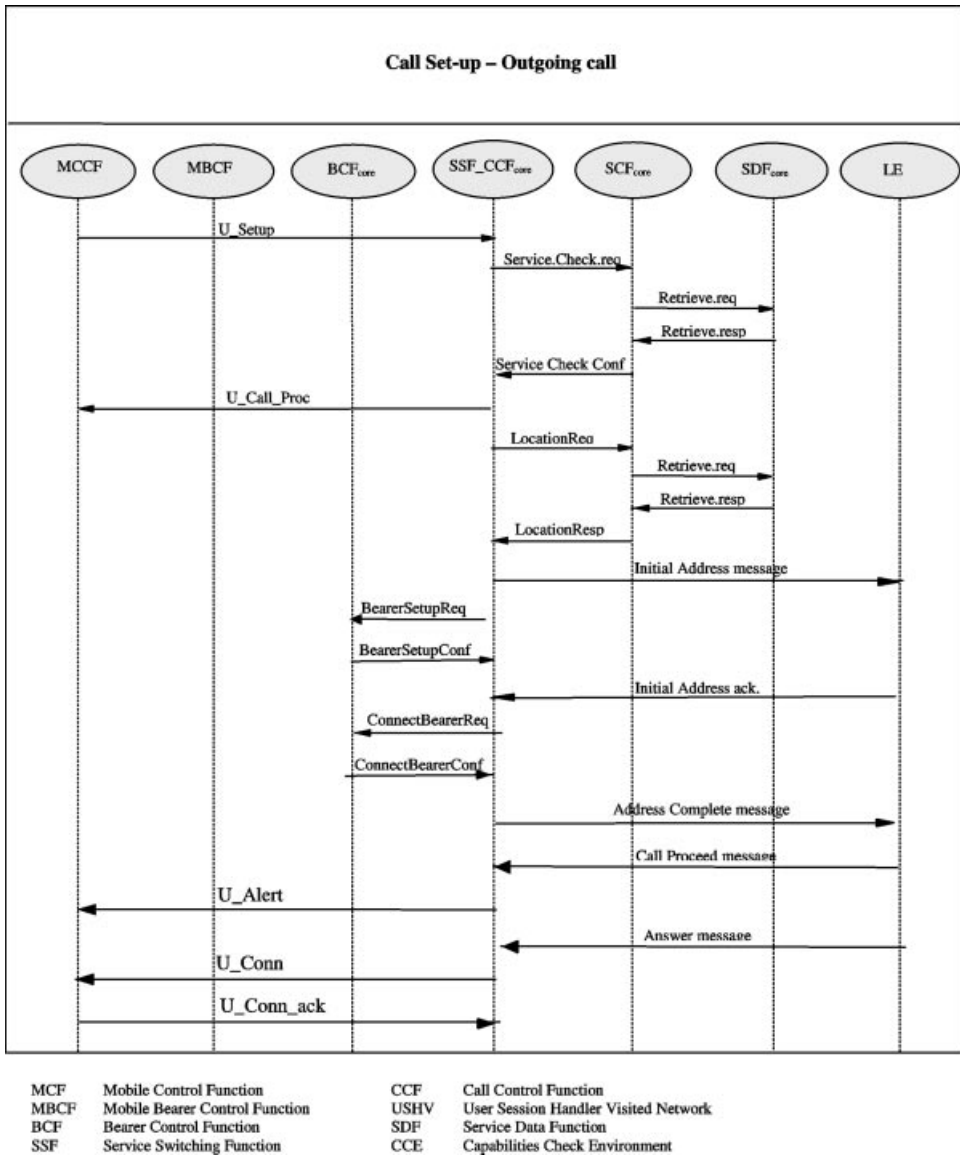 Call Set-up – Outgoing call
MCCF MBCF BCFcore SSF_CCFcore SCFcore SDFcore LE
U_Setup
Service.Check.req
Retrieve.req
Retrieve.resp
Service Check Conf
U_Call_Proc
LocationReq
Retrieve.req
Retrieve.resp
LocationResp
Initial Address message
BearerSetupReq
BearerSetupConf
Initial Address ack.
ConnectBearerReq
ConnectBearerConf
Address Complete message
Call Proceed message
U_Alert
Answer message
U_Conn
U_Conn_ack
MCF Mobile Control Function CCF Call Control Function
MBCF Mobile Bearer Control Function USHV User Session Handler Visited Network
BCF Bearer Control Function SDF Service Data Function
SSF Service Switching Function CCE Capabilities Check Environment